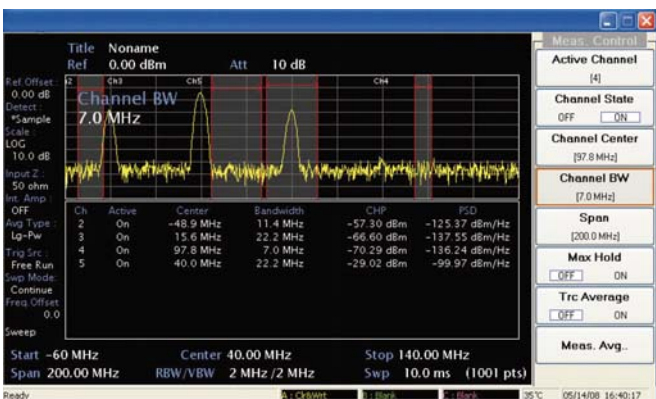 Title Noname
Ref 0.00 dBm Att 10 dB
Ref. Offset:
0.00 dB
Detect :
*Sample
Scale :
LOG
10.0 dB
Input Z :
50 ohm
Int. Amp :
OFF
Avg Type :
Lg-Pw
Trig Src :
Free Run
Swp Mode:
Continue
Freq Offset
0.0
Sweep
Ch3 Ch5 Ch4
Channel BW
7.0 MHz
Ch Active Center Bandwidth CHP PSD
2 On -48.9 MHz 11.4 MHz -57.30 dBm -125.37 dBm/Hz
3 On 15.6 MHz 22.2 MHz -66.60 dBm -137.55 dBm/Hz
4 On 97.8 MHz 7.0 MHz -70.29 dBm -136.24 dBm/Hz
5 On 40.0 MHz 22.2 MHz -29.02 dBm -99.97 dBm/Hz
Start -60 MHz Center 40.00 MHz Stop 140.00 MHz
Span 200.00 MHz RBW/VBW 2 MHz /2 MHz Swp 10.0 ms (1001 pts)
Meas. Control
Active Channel
[4]
Channel State
OFF ON
Channel Center
[97.8 MHz]
Channel BW
[7.0 MHz]
Span
[200.0 MHz]
Max Hold
OFF ON
Trc Average
OFF ON
Meas. Avg..
Ready A : Clr&Wrt B : Blank C : Blank 35°C 05/14/08 16:40:17